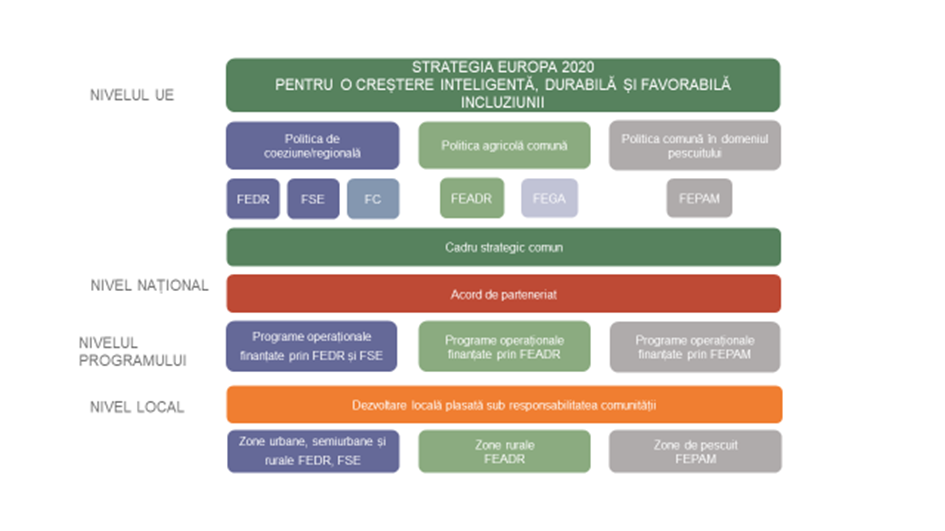 STRATEGIA EUROPA 2020
PENTRU O CREȘTERE INTELIGENTĂ, DURABILĂ ȘI FAVORABILĂ
INCLUZIUNII
NIVELUL UE
Politica de
coeziune/regională
Politica agricolă comună
Politica comună în domeniul
pescuitului
FEDR
FSE
FC
FEADR
FEGA
FEPAM
Cadru strategic comun
NIVEL NAȚIONAL
Acord de parteneriat
NIVELUL
PROGRAMULUI
Programe operaționale
finanțate prin FEDR și FSE
Programe operaționale
finanțate prin FEADR
Programe operaționale
finanțate prin FEPAM
NIVEL LOCAL
Dezvoltare locală plasată sub responsabilitatea comunității
Zone urbane, semiurbane și
rurale FEDR, FSE
Zone rurale
FEADR
Zone de pescuit
FEPAM